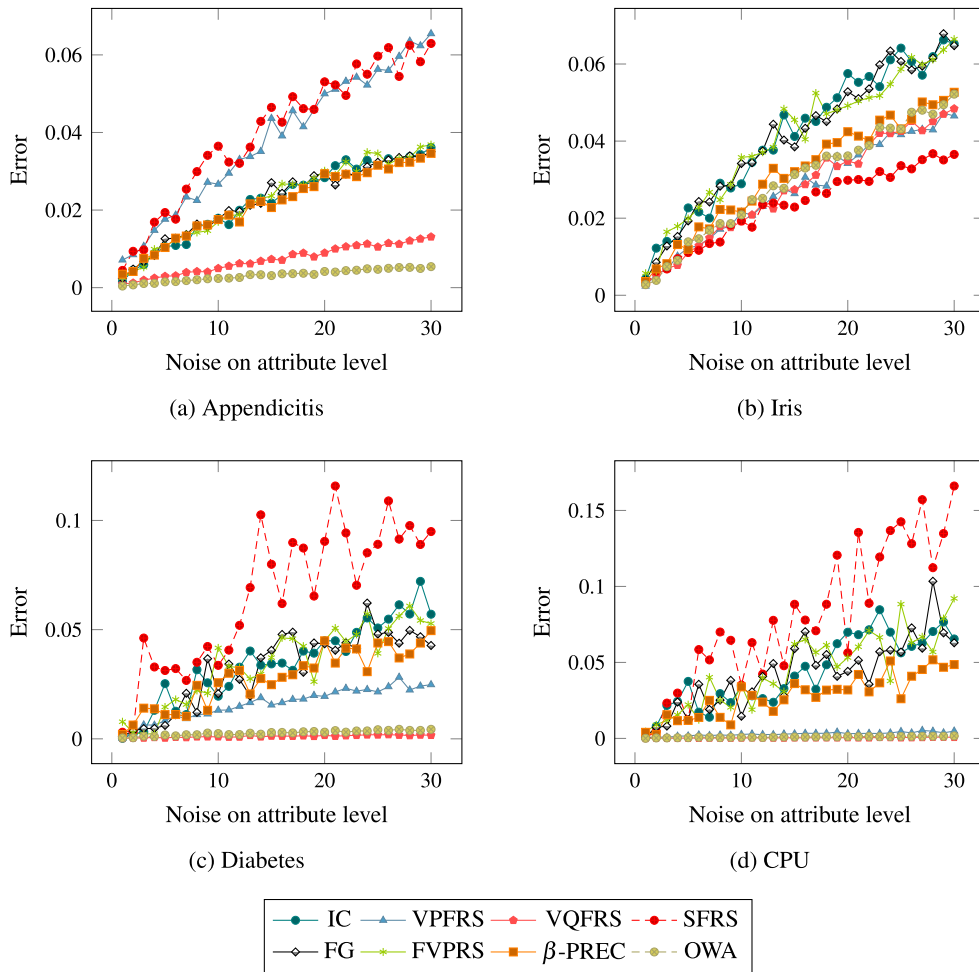 0.06
0.04
0.02
0
Error
0
10
20
30
Noise on attribute level
(a) Appendicitis
0.06
0.04
0.02
0
Error
0
10
20
30
Noise on attribute level
(b) Iris
0.1
0.05
0
Error
0
10
20
30
Noise on attribute level
(c) Diabetes
0.15
0.1
0.05
0
Error
0
10
20
30
Noise on attribute level
(d) CPU
IC VPFRS VQFRS SFRS
FG FVPRS β-PREC OWA